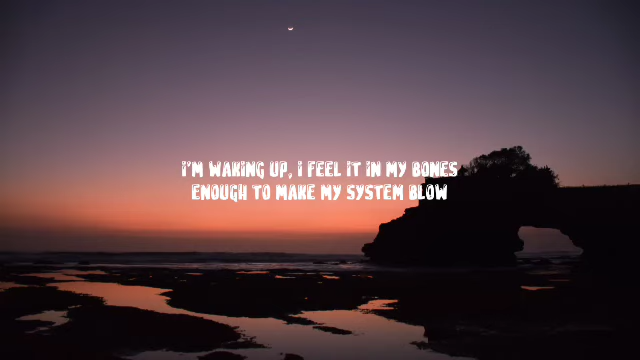 I'M WAKING UP, I FEEL IT IN MY BONES
ENOUGH TO MAKE MY SYSTEM BLOW